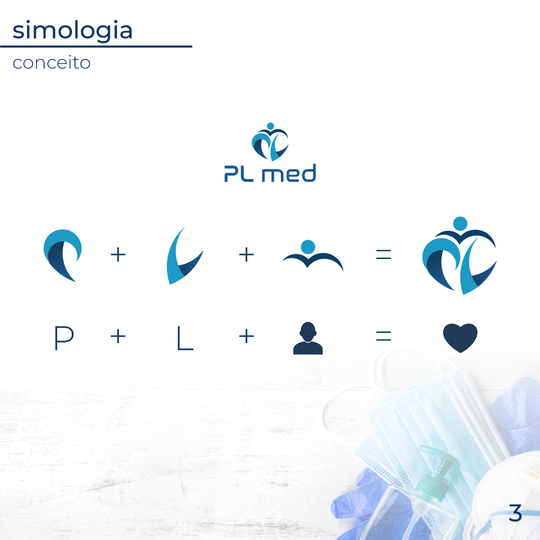 simologia
conceito
PL med
+ + =
P + L + =
3